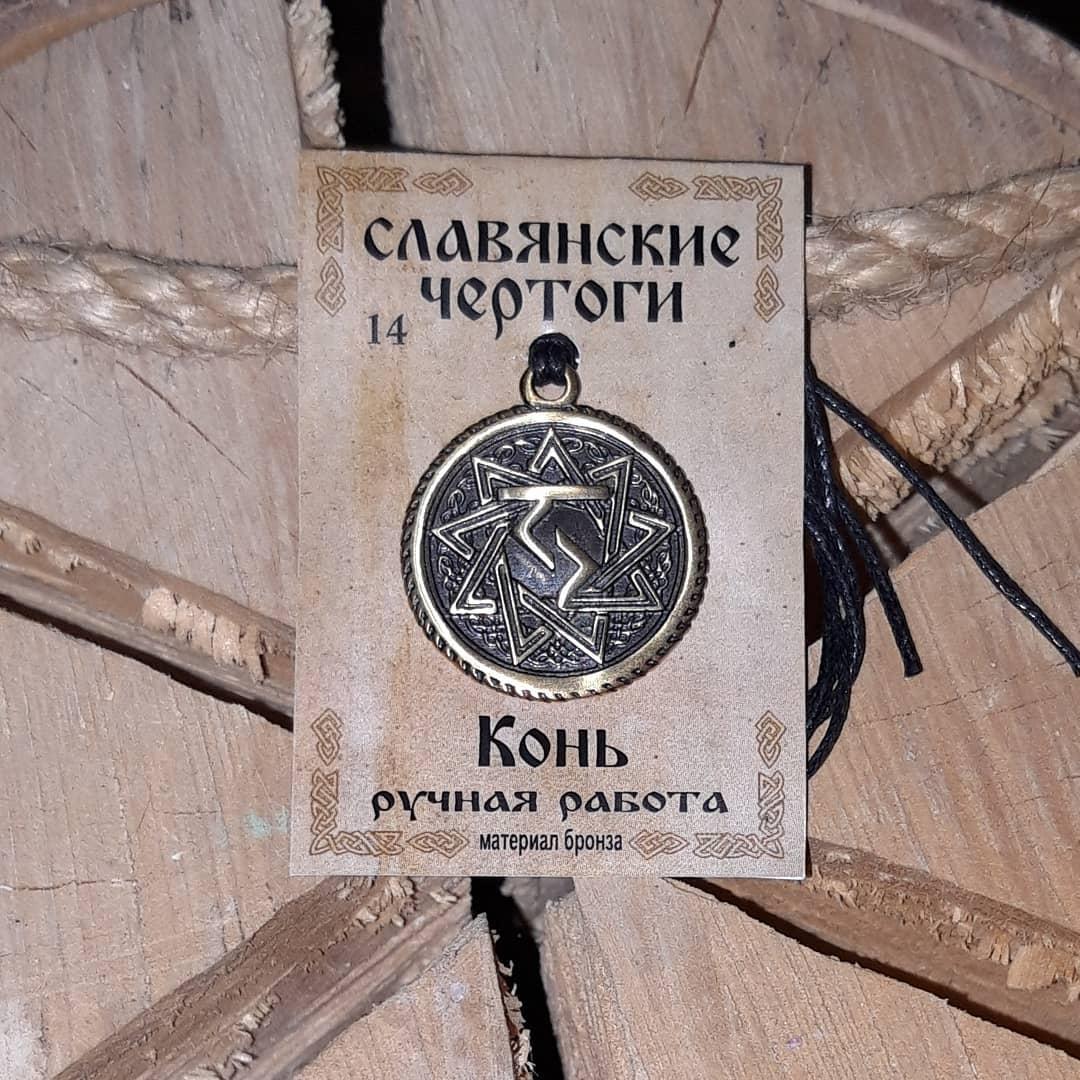 СЛАВЯНСКИЕ
ЧЕРТОГИ
14
Конь
ручная работа
материал бронза